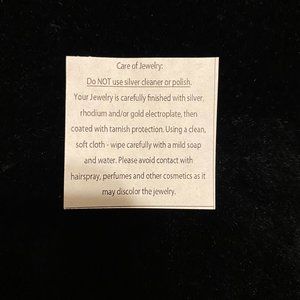 Care of Jewelry:
Do NOT use silver cleaner or polish.
Your Jewelry is carefully finished with silver,
rhodium and/or gold electroplate, then
coated with tarnish protection. Using a clean,
soft cloth - wipe carefully with a mild soap
and water. Please avoid contact with
hairspray, perfumes and other cosmetics as it
may discolor the jewelry.